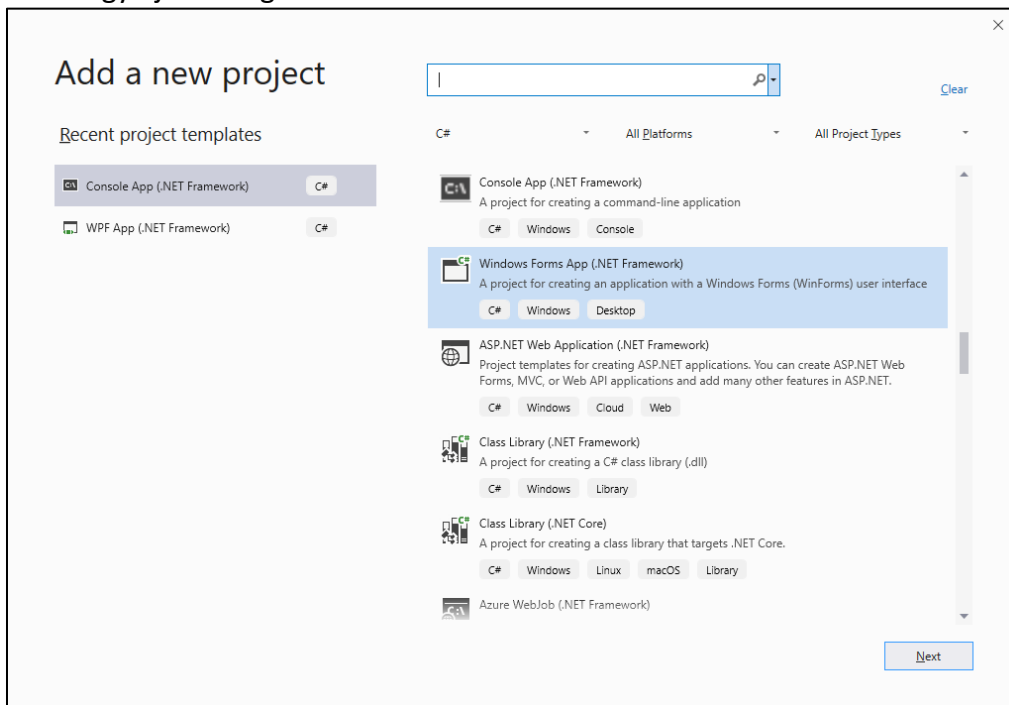 Add a new project
Clear
Recent project templates
C# All Platforms All Project Types
Console App (.NET Framework) C#
WPF App (.NET Framework) C#
Console App (.NET Framework)
A project for creating a command-line application
C# Windows Console
Windows Forms App (.NET Framework)
A project for creating an application with a Windows Forms (WinForms) user interface
C# Windows Desktop
ASP.NET Web Application (.NET Framework)
Project templates for creating ASP.NET applications. You can create ASP.NET Web
Forms, MVC, or Web API applications and add many other features in ASP.NET.
C# Windows Cloud Web
Class Library (.NET Framework)
A project for creating a C# class library (.dll)
C# Windows Library
Class Library (.NET Core)
A project for creating a class library that targets .NET Core.
C# Windows Linux macOS Library
Azure WebJob (.NET Framework)
Next